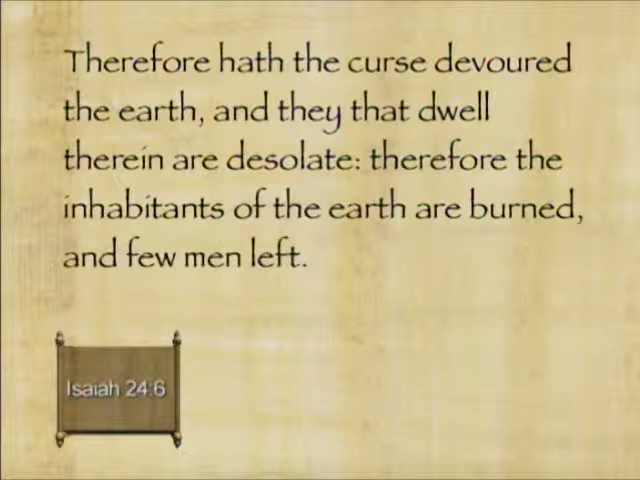 Therefore hath the curse devoured
the earth, and they that dwell
therein are desolate: therefore the
inhabitants of the earth are burned,
and few men left.
Isaiah 24:6